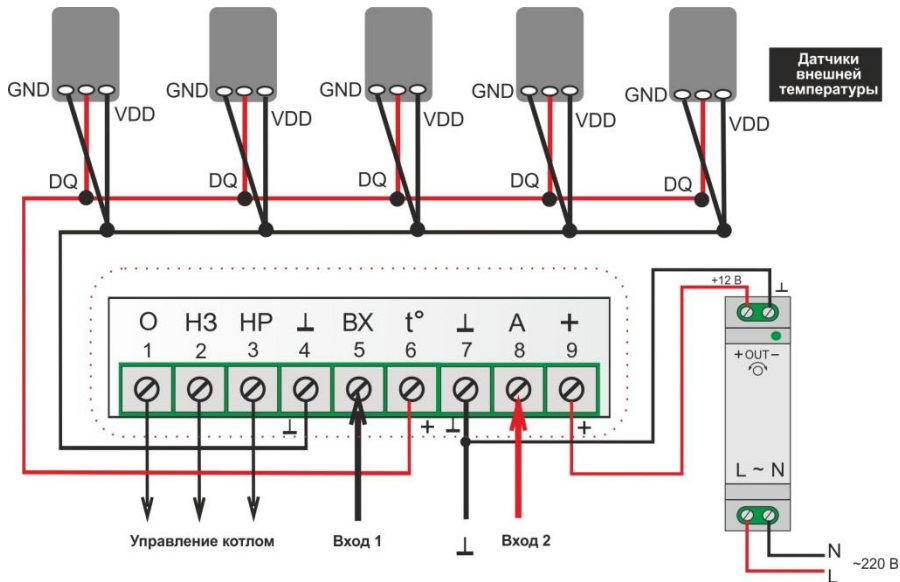 Датчики
внешней
температуры
GND VDD GND VDD GND VDD GND VDD GND VDD
DQ DQ DQ DQ DQ
+12 В ⊥
О НЗ НР ⊥ ВХ t° ⊥ А +
1 2 3 4 5 6 7 8 9
+OUT−
⊥ + ⊥ +
L ~ N
Управление котлом Вход 1 ⊥ Вход 2
N
~220 В
L